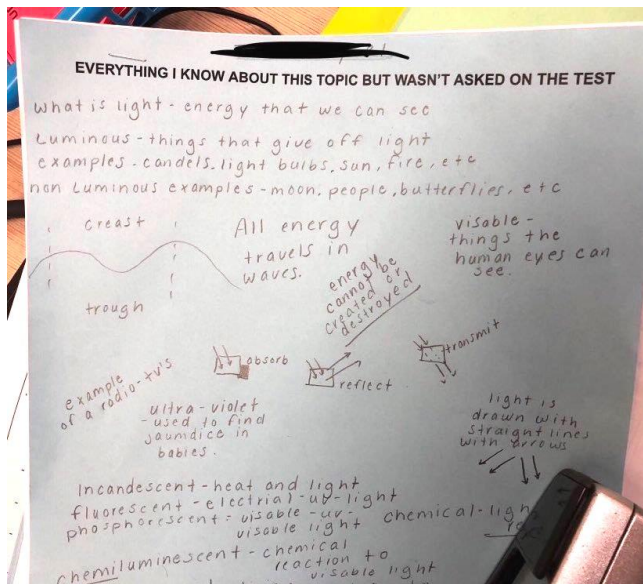 EVERYTHING I KNOW ABOUT THIS TOPIC BUT WASN'T ASKED ON THE TEST
what is light - energy that we can see
Luminous - things that give off light
examples - candels, light bulbs, sun, fire, etc
non Luminous examples - moon, people, butterflies, etc
creast
trough
All energy
travels in
waves.
energy
cannot be
created or
destroyed
visable -
things the
human eyes can
see.
absorb
reflect
transmit
example
of a radio - tv's
ultra - violet
- used to find
jaumdice in
babies.
light is
drawn with
straight lines
with arrows
Incandescent - heat and light
fluorescent - electrial - uv - light
phosphorescent = visable - uv -
visable light
chemical - light
chemiluminescent - chemical
reaction to
visable light